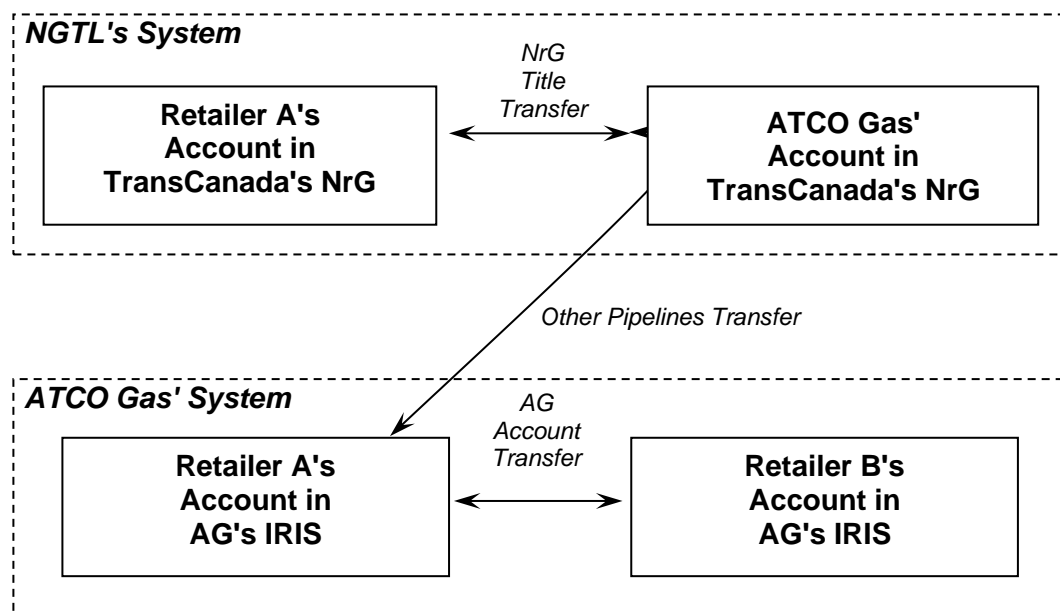 NGTL's System
NrG
Title
Transfer
Retailer A's
Account in
TransCanada's NrG
ATCO Gas'
Account in
TransCanada's NrG
Other Pipelines Transfer
ATCO Gas' System
AG
Account
Transfer
Retailer A's
Account in
AG's IRIS
Retailer B's
Account in
AG's IRIS